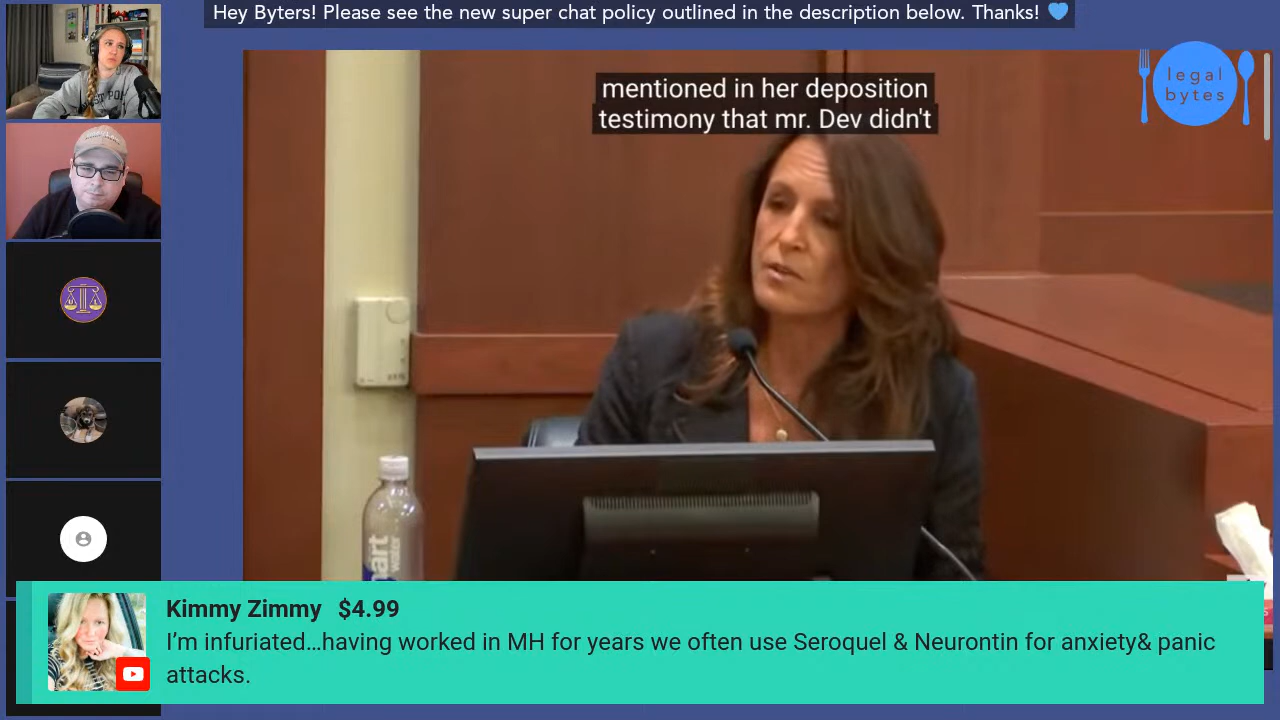 Hey Byters! Please see the new super chat policy outlined in the description below. Thanks! 💙
legal
bytes
mentioned in her deposition
testimony that mr. Dev didn't
art
water
Kimmy Zimmy $4.99
I'm infuriated...having worked in MH for years we often use Seroquel & Neurontin for anxiety& panic
attacks.